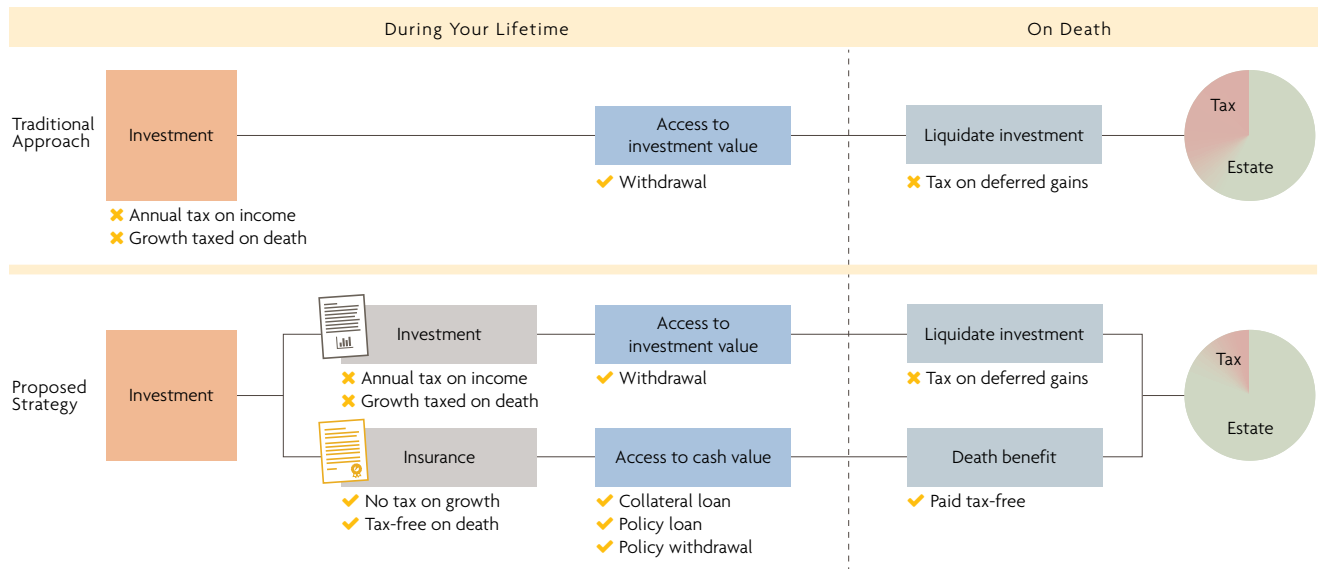 During Your Lifetime
On Death
Traditional
Approach
Investment
Annual tax on income
Growth taxed on death
Access to
investment value
Withdrawal
Liquidate investment
Tax on deferred gains
Tax
Estate
Proposed
Strategy
Investment
Investment
Annual tax on income
Growth taxed on death
Access to
investment value
Withdrawal
Liquidate investment
Tax on deferred gains
Insurance
No tax on growth
Tax-free on death
Access to cash value
Collateral loan
Policy loan
Policy withdrawal
Death benefit
Paid tax-free
Tax
Estate